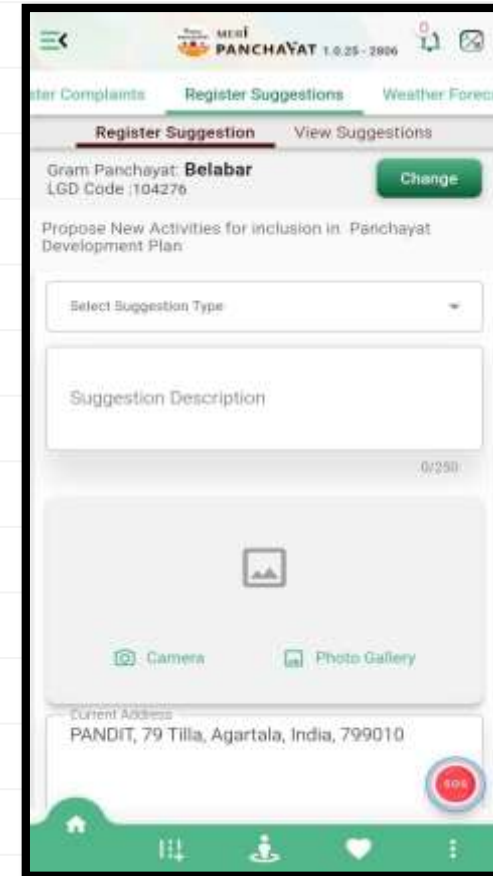 MERI
PANCHAYAT 1.0.25 - 2806
0
ster Complaints Register Suggestions Weather Forec
Register Suggestion View Suggestions
Gram Panchayat: Belabar
LGD Code :104276
Change
Propose New Activities for inclusion in Panchayat
Development Plan
Select Suggestion Type
Suggestion Description
0/250
Camera Photo Gallery
Current Address
PANDIT, 79 Tilla, Agartala, India, 799010
SOS